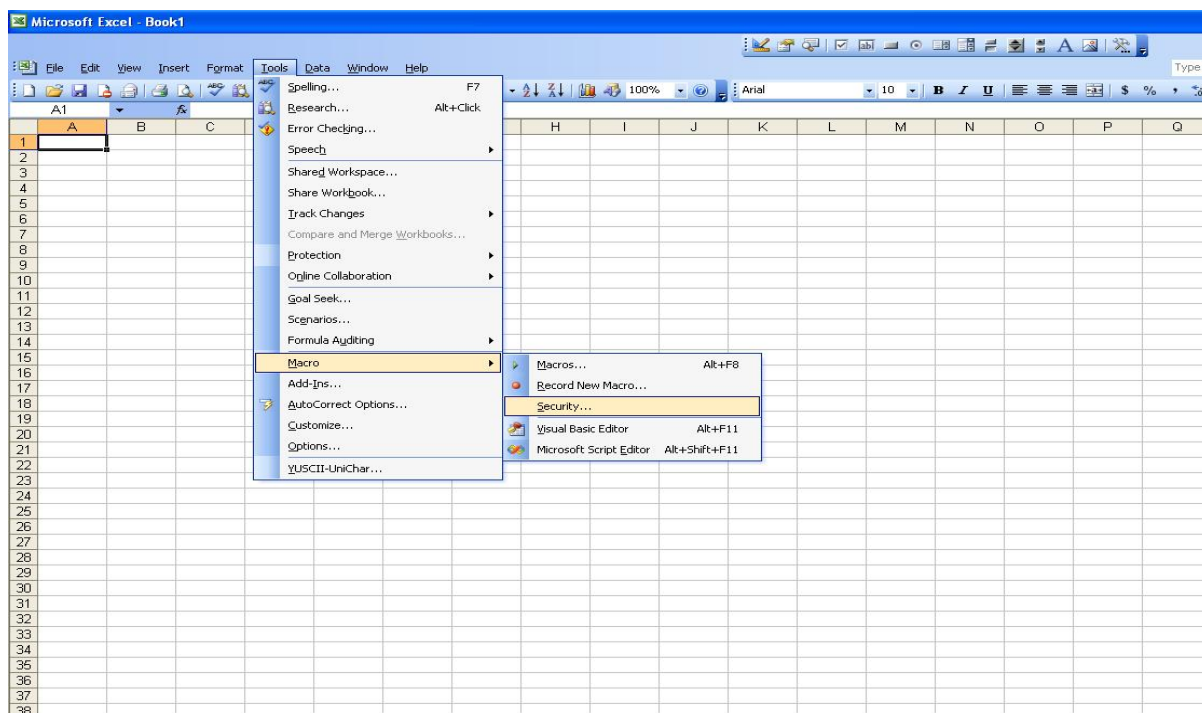 Microsoft Excel - Book1
File Edit View Insert Format Tools Data Window Help
Type
100% Arial 10 B I U $ % ,
A1 fx
A B C H I J K L M N O P Q
Spelling... F7
Research... Alt+Click
Error Checking...
Speech
Shared Workspace...
Share Workbook...
Track Changes
Compare and Merge Workbooks...
Protection
Online Collaboration
Goal Seek...
Scenarios...
Formula Auditing
Macro
Add-Ins...
AutoCorrect Options...
Customize...
Options...
YUSCII-UniChar...
Macros... Alt+F8
Record New Macro...
Security...
Visual Basic Editor Alt+F11
Microsoft Script Editor Alt+Shift+F11
1
2
3
4
5
6
7
8
9
10
11
12
13
14
15
16
17
18
19
20
21
22
23
24
25
26
27
28
29
30
31
32
33
34
35
36
37
38